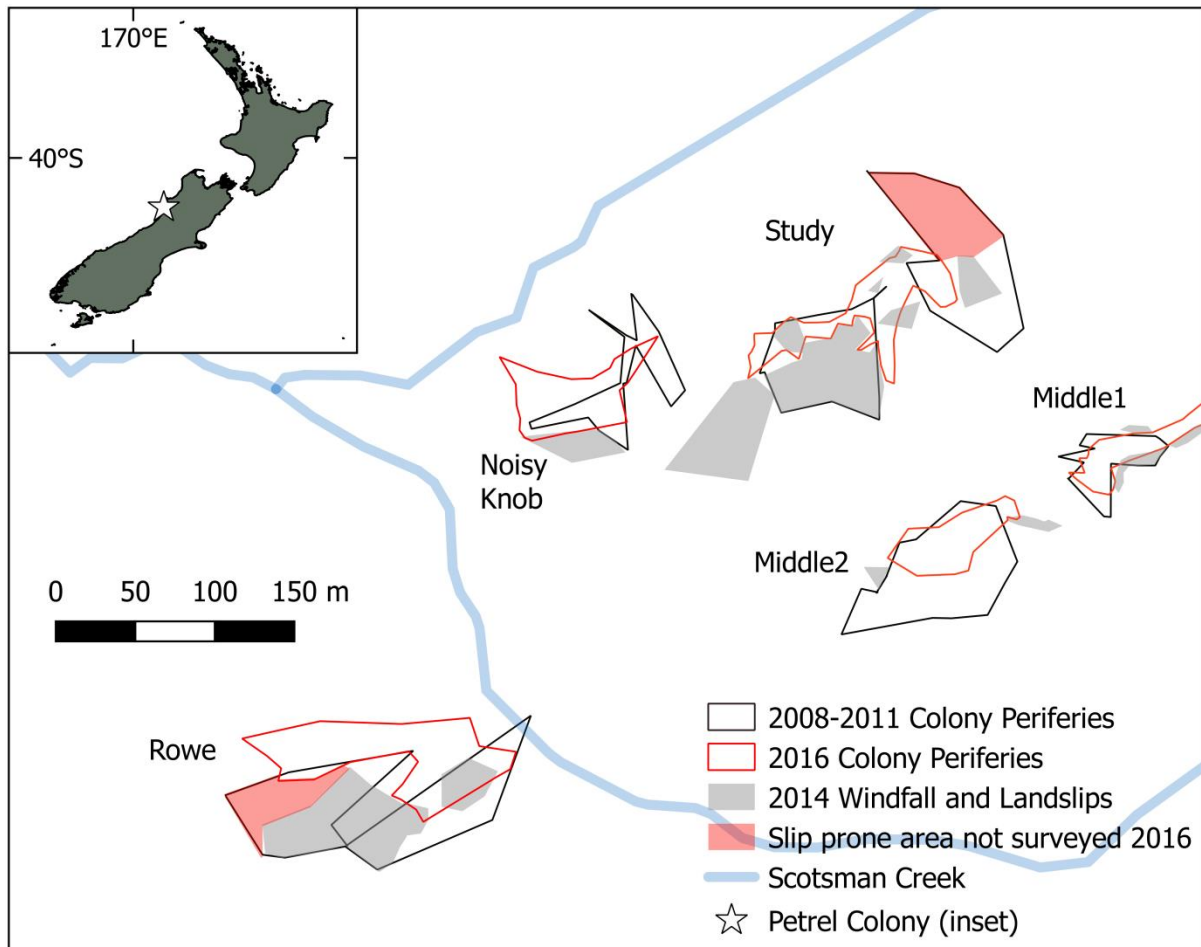 170°E
40°S
Study
Middle1
Noisy
Knob
Middle2
0 50 100 150 m
Rowe
2008-2011 Colony Periferies
2016 Colony Periferies
2014 Windfall and Landslips
Slip prone area not surveyed 2016
Scotsman Creek
Petrel Colony (inset)